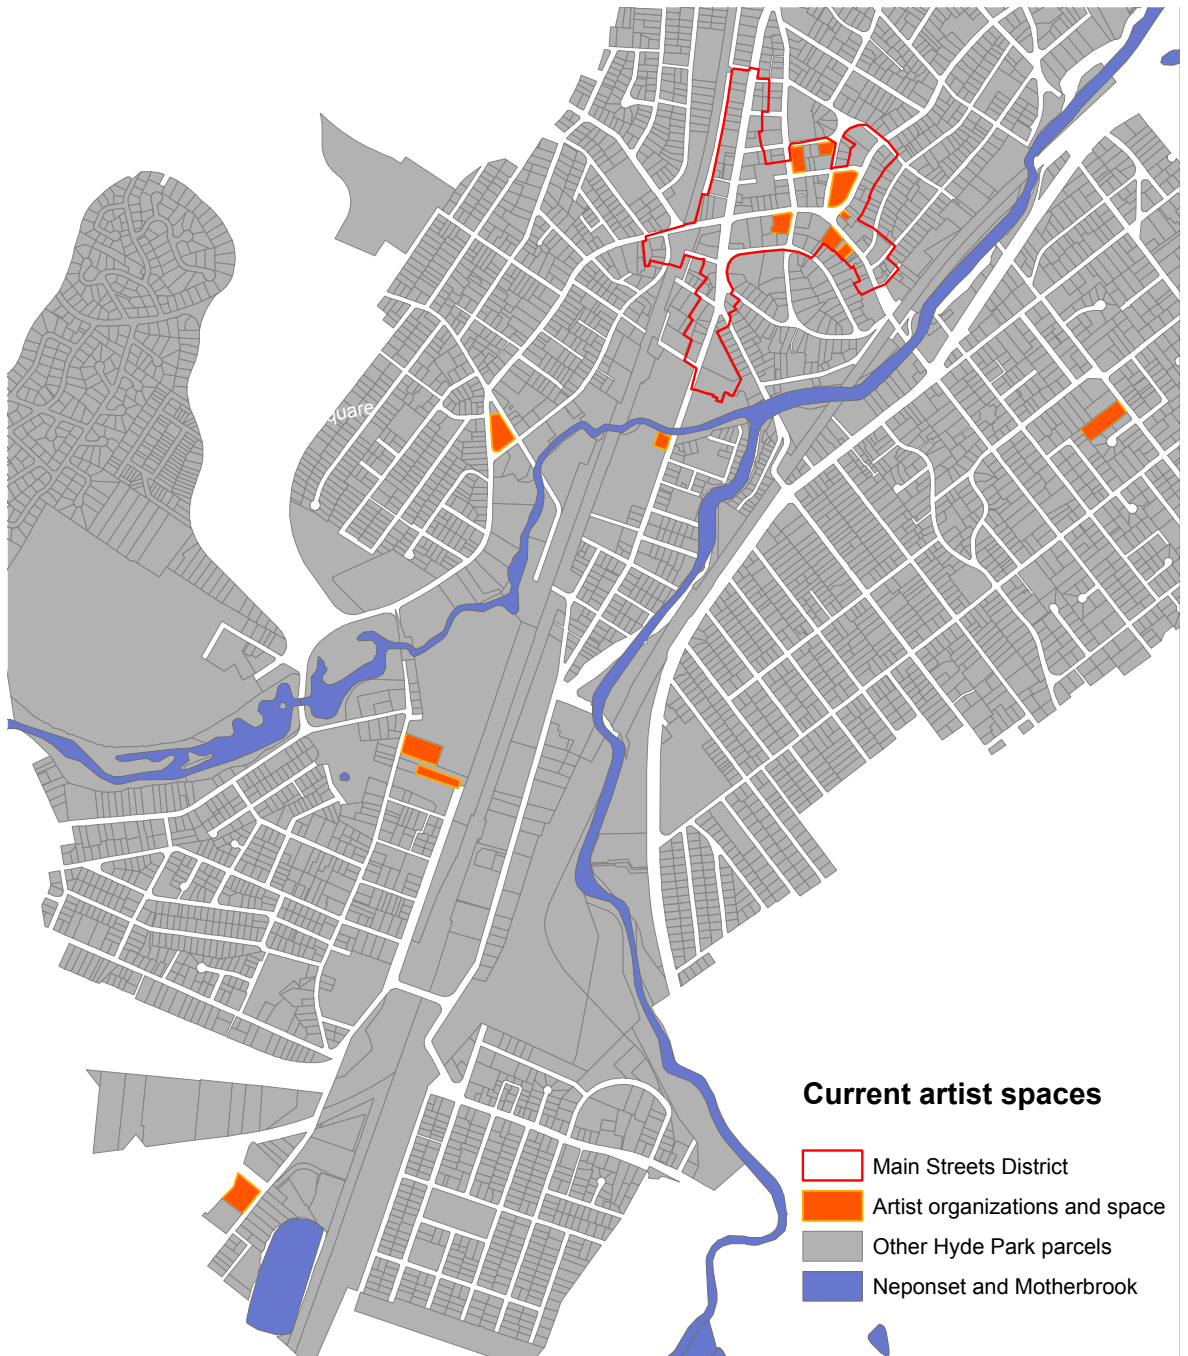 quare
Current artist spaces
Main Streets District
Artist organizations and space
Other Hyde Park parcels
Neponset and Motherbrook